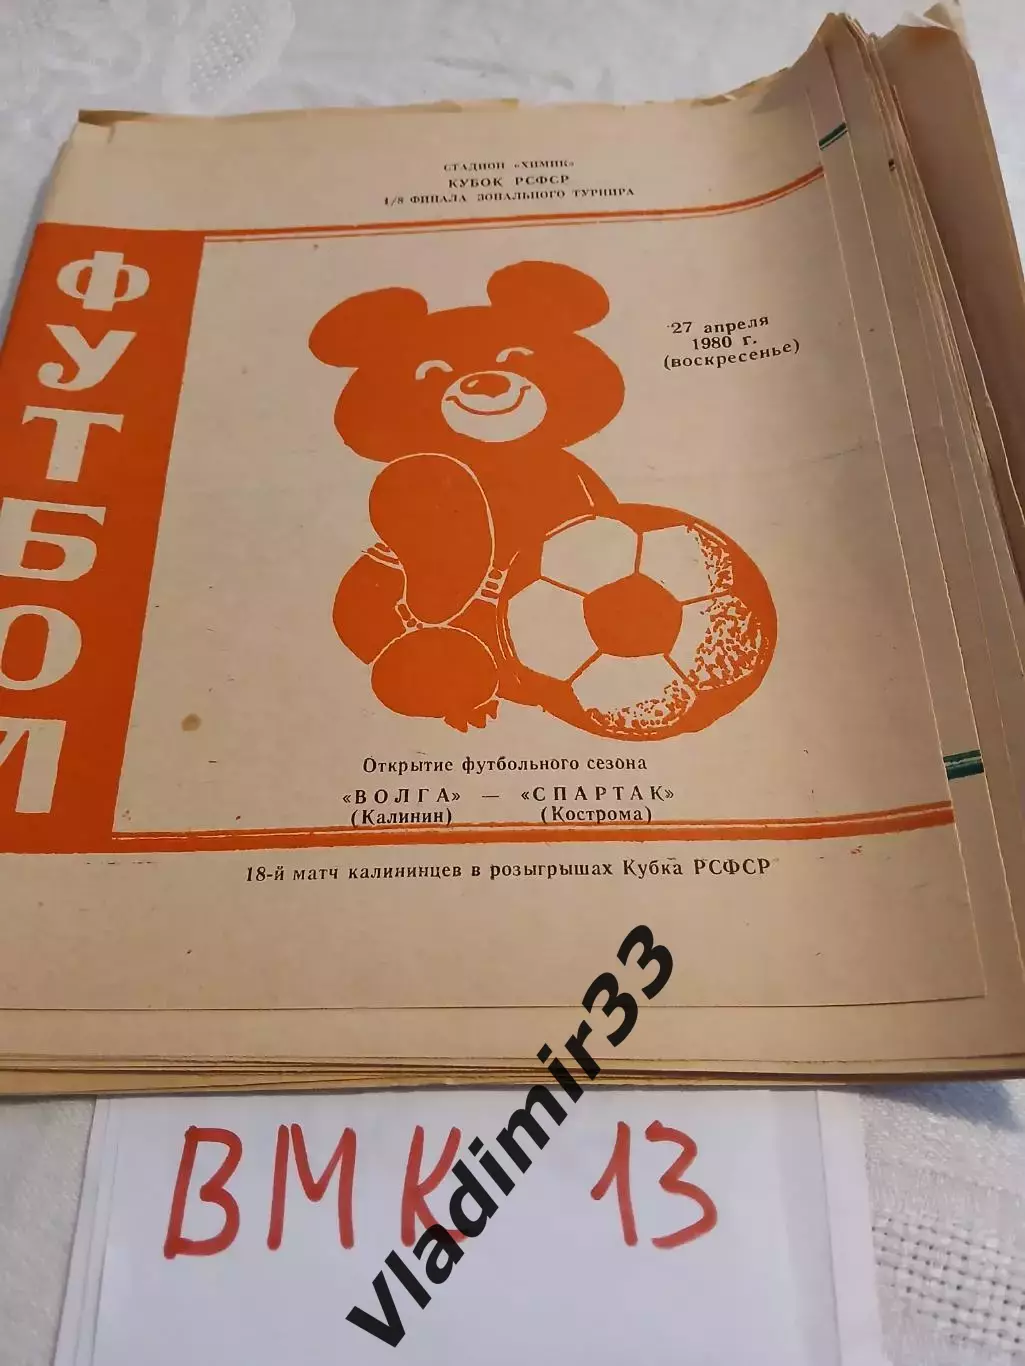 СТАДИОН «ХИМИК»
КУБОК РСФСР
1/8 ФИНАЛА ЗОНАЛЬНОГО ТУРНИРА
ФУТБОЛ
27 апреля
1980 г.
(воскресенье)
Открытие футбольного сезона
«ВОЛГА» — «СПАРТАК»
(Калинин) (Кострома)
18-й матч калининцев в розыгрышах Кубка РСФСР
ВМК 13
Vladimir33